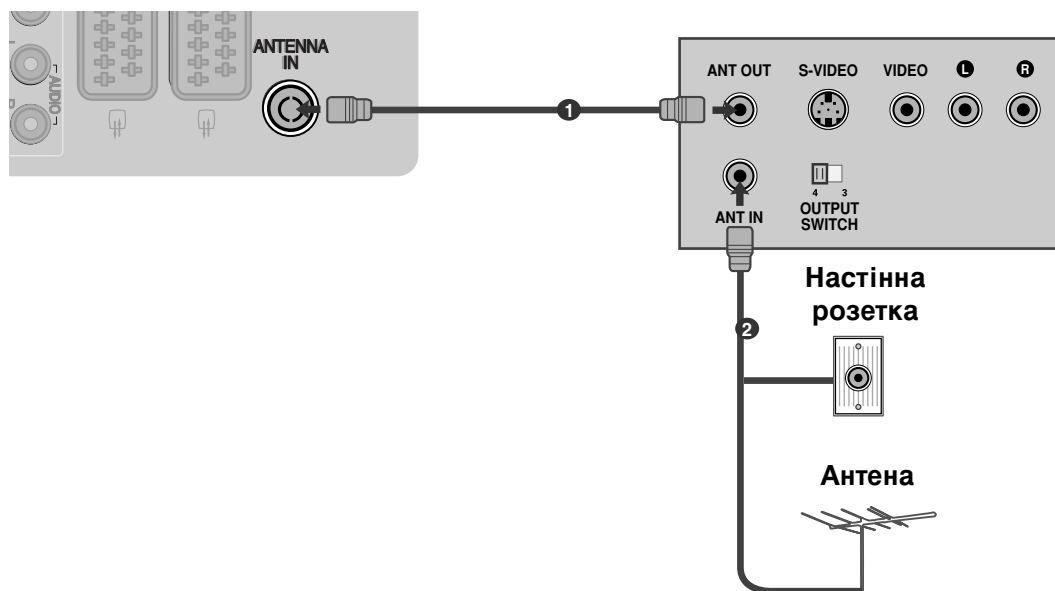 ANTENNA
IN
AUDIO
ANT OUT
S-VIDEO
VIDEO
L
R
1
4 3
OUTPUT
SWITCH
ANT IN
Настінна
розетка
2
Антена